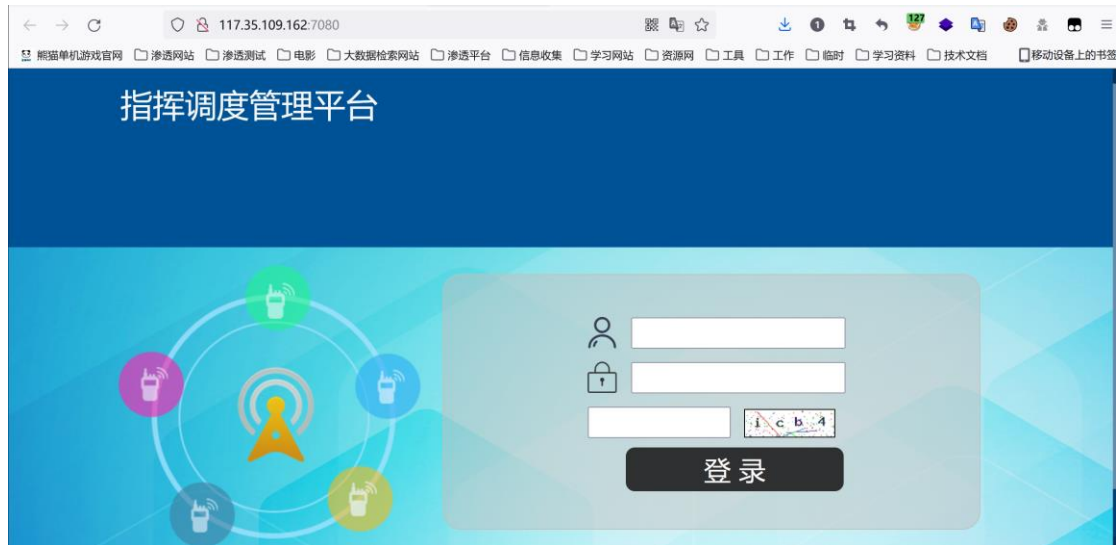 117.35.109.162:7080
127
1
熊猫单机游戏官网 渗透网站 渗透测试 电影 大数据检索网站 渗透平台 信息收集 学习网站 资源网 工具 工作 临时 学习资料 技术文档 移动设备上的书签
指挥调度管理平台
i c b 4
登 录